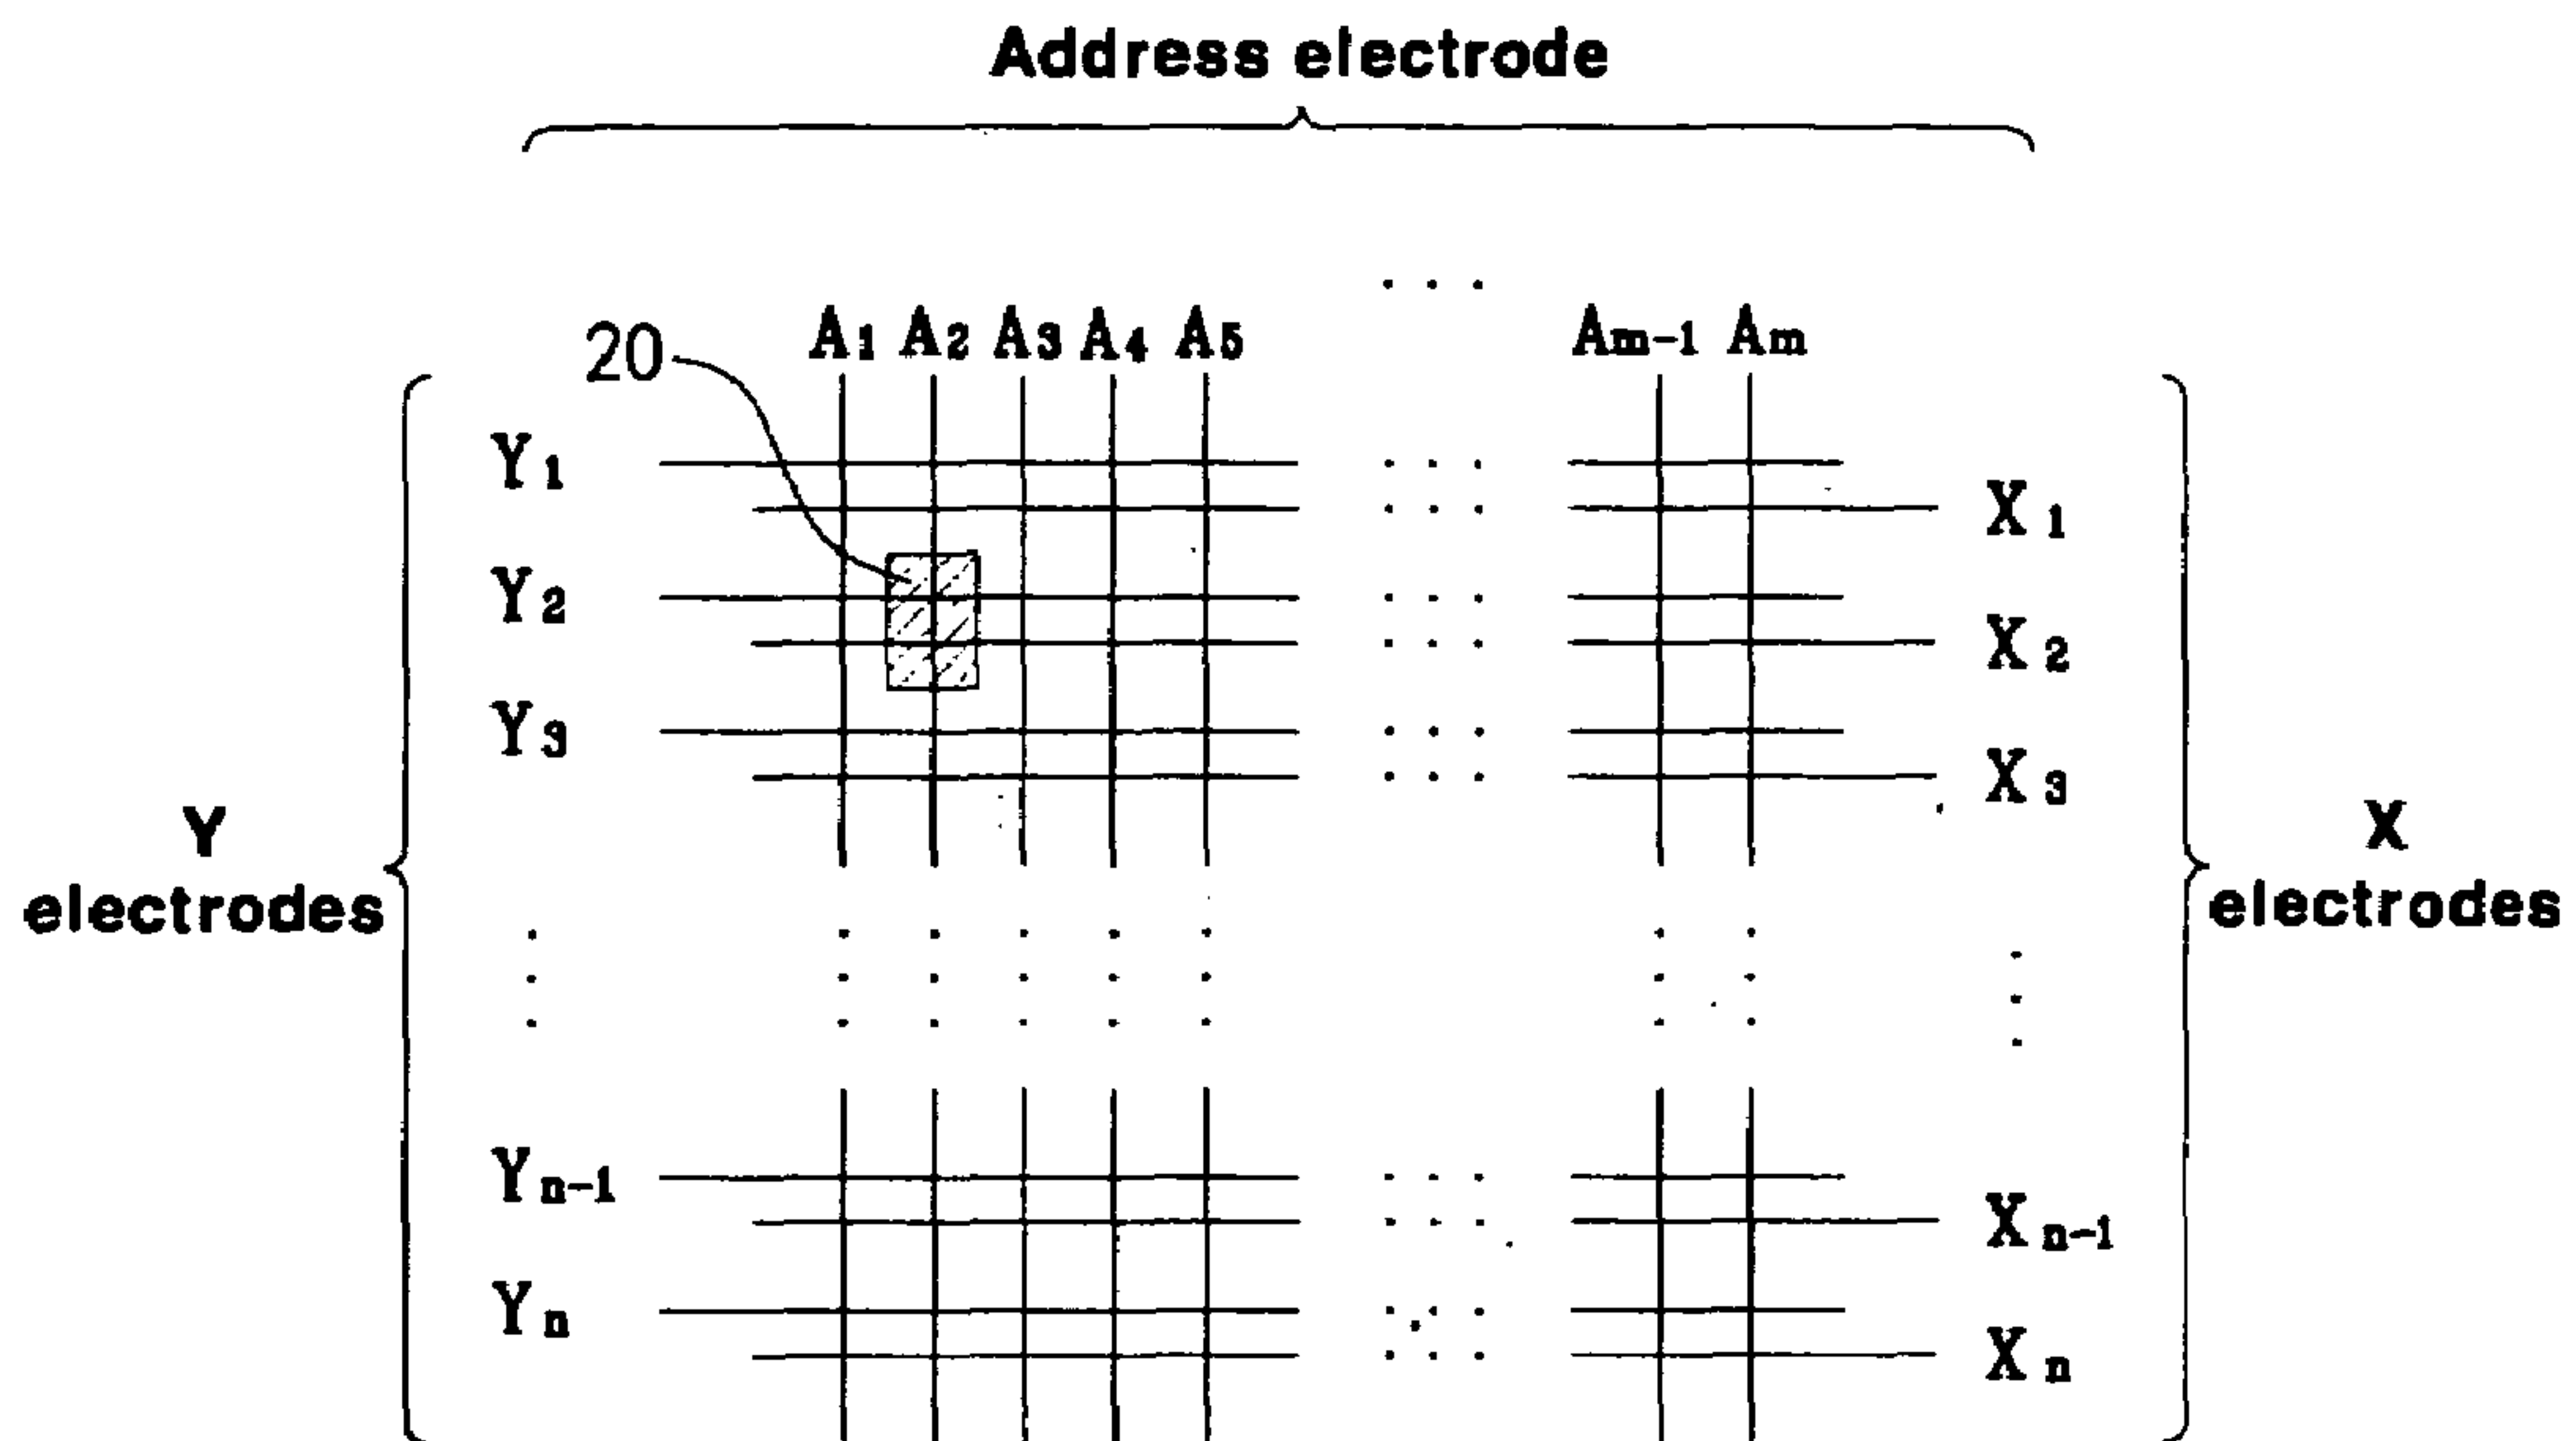 Address electrode
. . .
A1 A2 A3 A4 A5 Am-1 Am
20
Y1
X1
Y2
X2
Y3
X3
Y
electrodes
X
electrodes
Yn-1
Xn-1
Yn
Xn